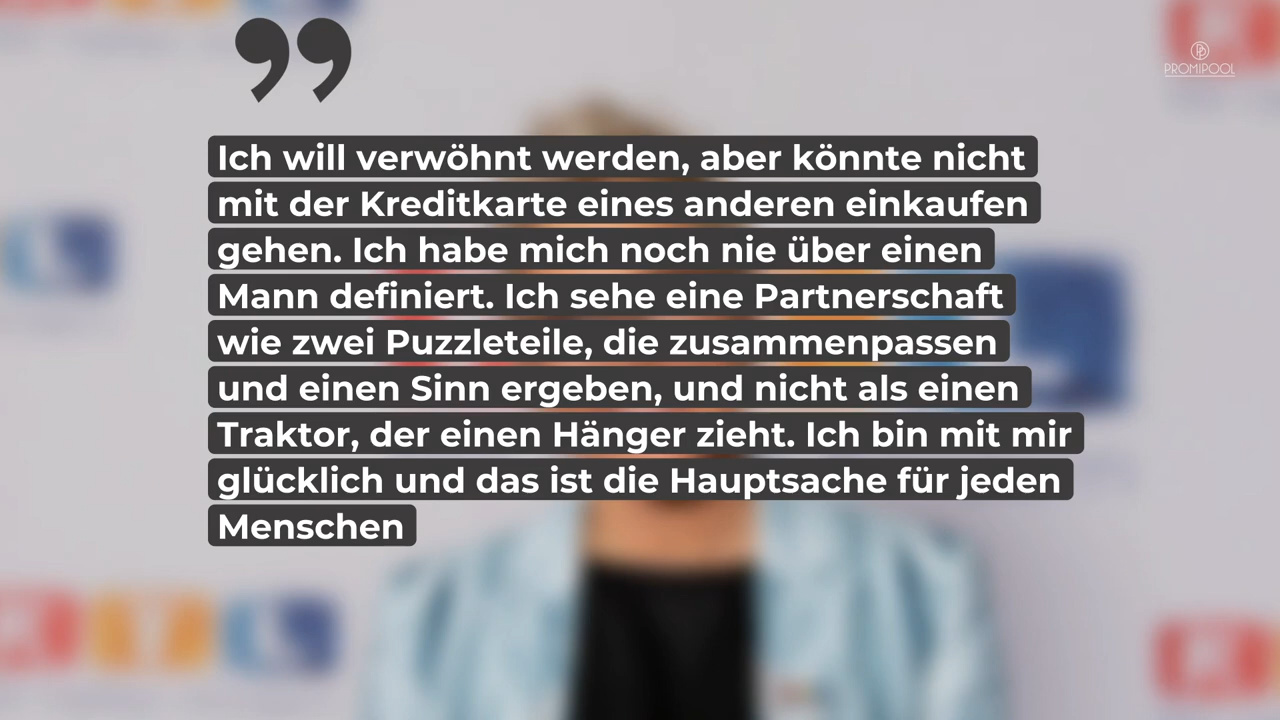 ”
PROMIPOOL
Ich will verwöhnt werden, aber könnte nicht
mit der Kreditkarte eines anderen einkaufen
gehen. Ich habe mich noch nie über einen
Mann definiert. Ich sehe eine Partnerschaft
wie zwei Puzzleteile, die zusammenpassen
und einen Sinn ergeben, und nicht als einen
Traktor, der einen Hänger zieht. Ich bin mit mir
glücklich und das ist die Hauptsache für jeden
Menschen